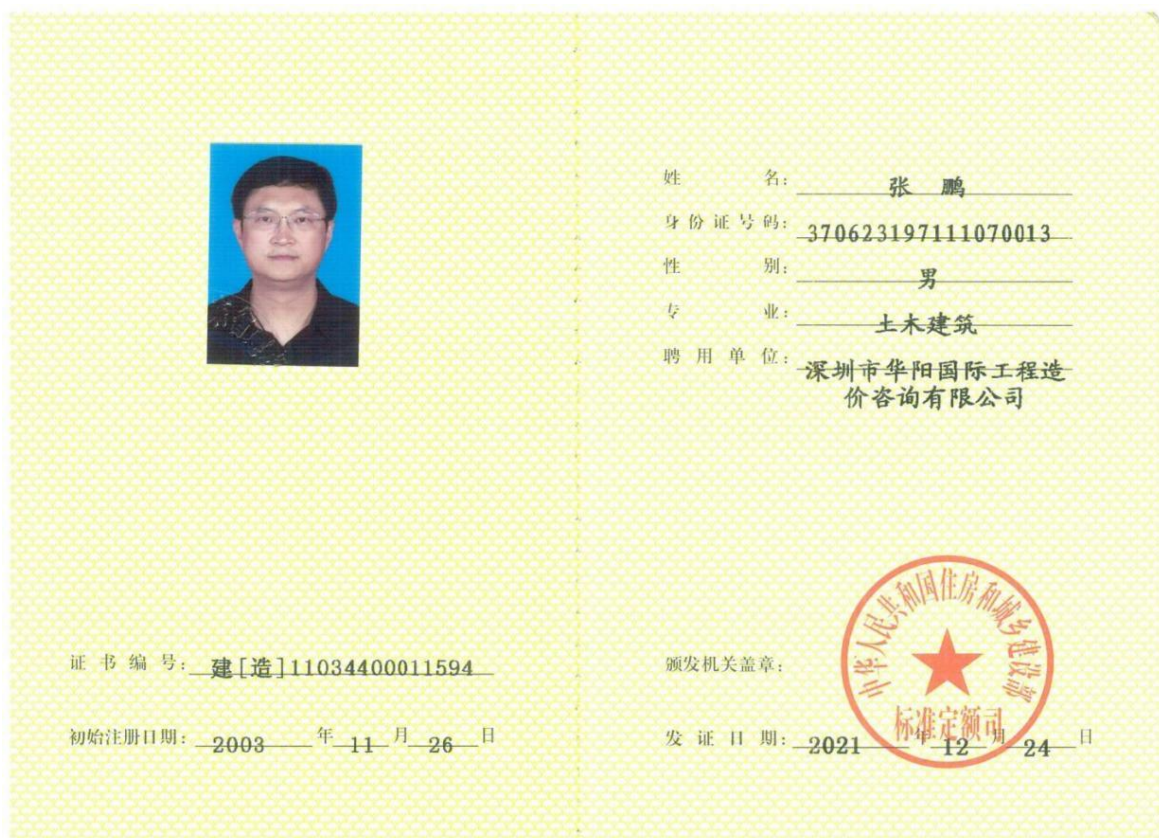 姓名：张 鹏
身份证号码：370623197111070013
性别：男
专业：土木建筑
聘用单位：深圳市华阳国际工程造
价咨询有限公司
证书编号：建[造]11034400011594
初始注册日期：2003年11月26日
颁发机关盖章：
中华人民共和国住房和城乡建设部
标准定额司
发证日期：2021年12月24日